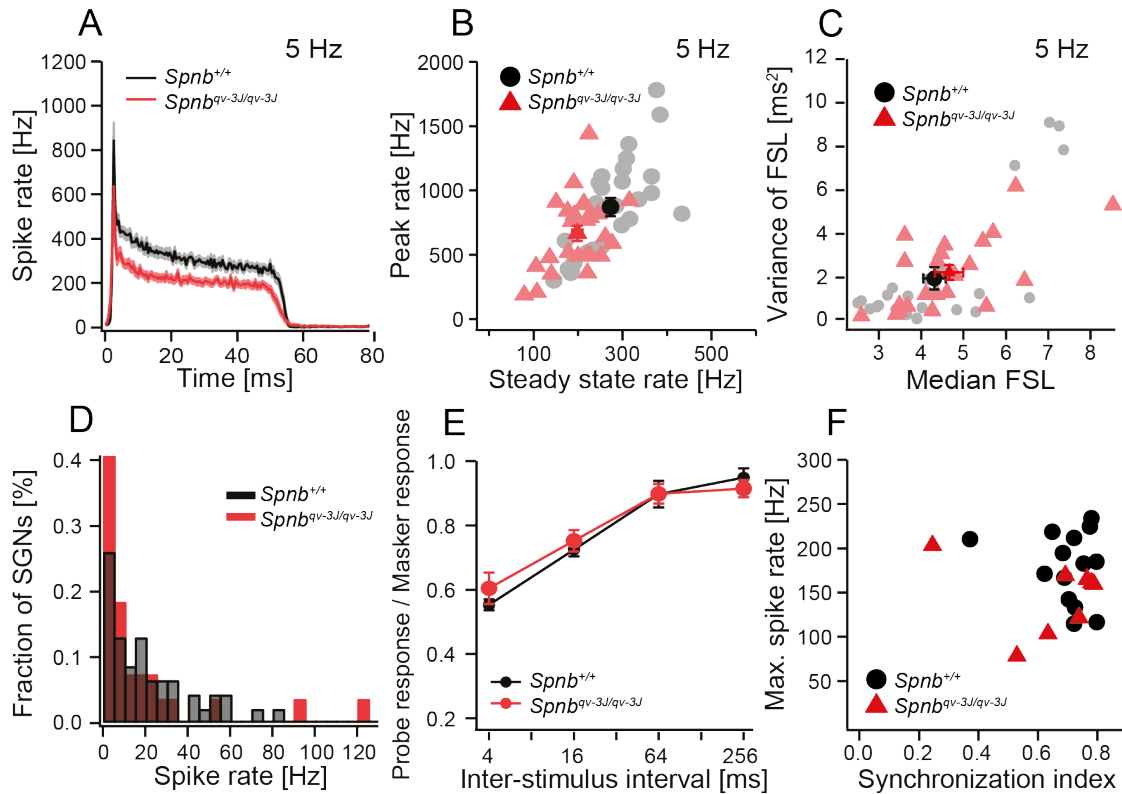 A
5 Hz
1200
1000
800
600
400
200
0
Spike rate [Hz]
Spnb+/+
Spnbqv-3J/qv-3J
0 20 40 60 80
Time [ms]
B
5 Hz
2000
1500
1000
500
0
Peak rate [Hz]
Spnb+/+
Spnbqv-3J/qv-3J
100 300 500
Steady state rate [Hz]
C
5 Hz
12
10
8
6
4
2
0
Variance of FSL [ms2]
Spnb+/+
Spnbqv-3J/qv-3J
3 4 5 6 7 8
Median FSL
D
0.4
0.3
0.2
0.1
0.0
Fraction of SGNs [%]
Spnb+/+
Spnbqv-3J/qv-3J
0 20 40 60 80 100 120
Spike rate [Hz]
E
1.0
0.8
0.6
0.4
0.2
Probe response / Masker response
Spnb+/+
Spnbqv-3J/qv-3J
4 16 64 256
Inter-stimulus interval [ms]
F
300
250
200
150
100
50
Max. spike rate [Hz]
Spnb+/+
Spnbqv-3J/qv-3J
0.0 0.2 0.4 0.6 0.8
Synchronization index